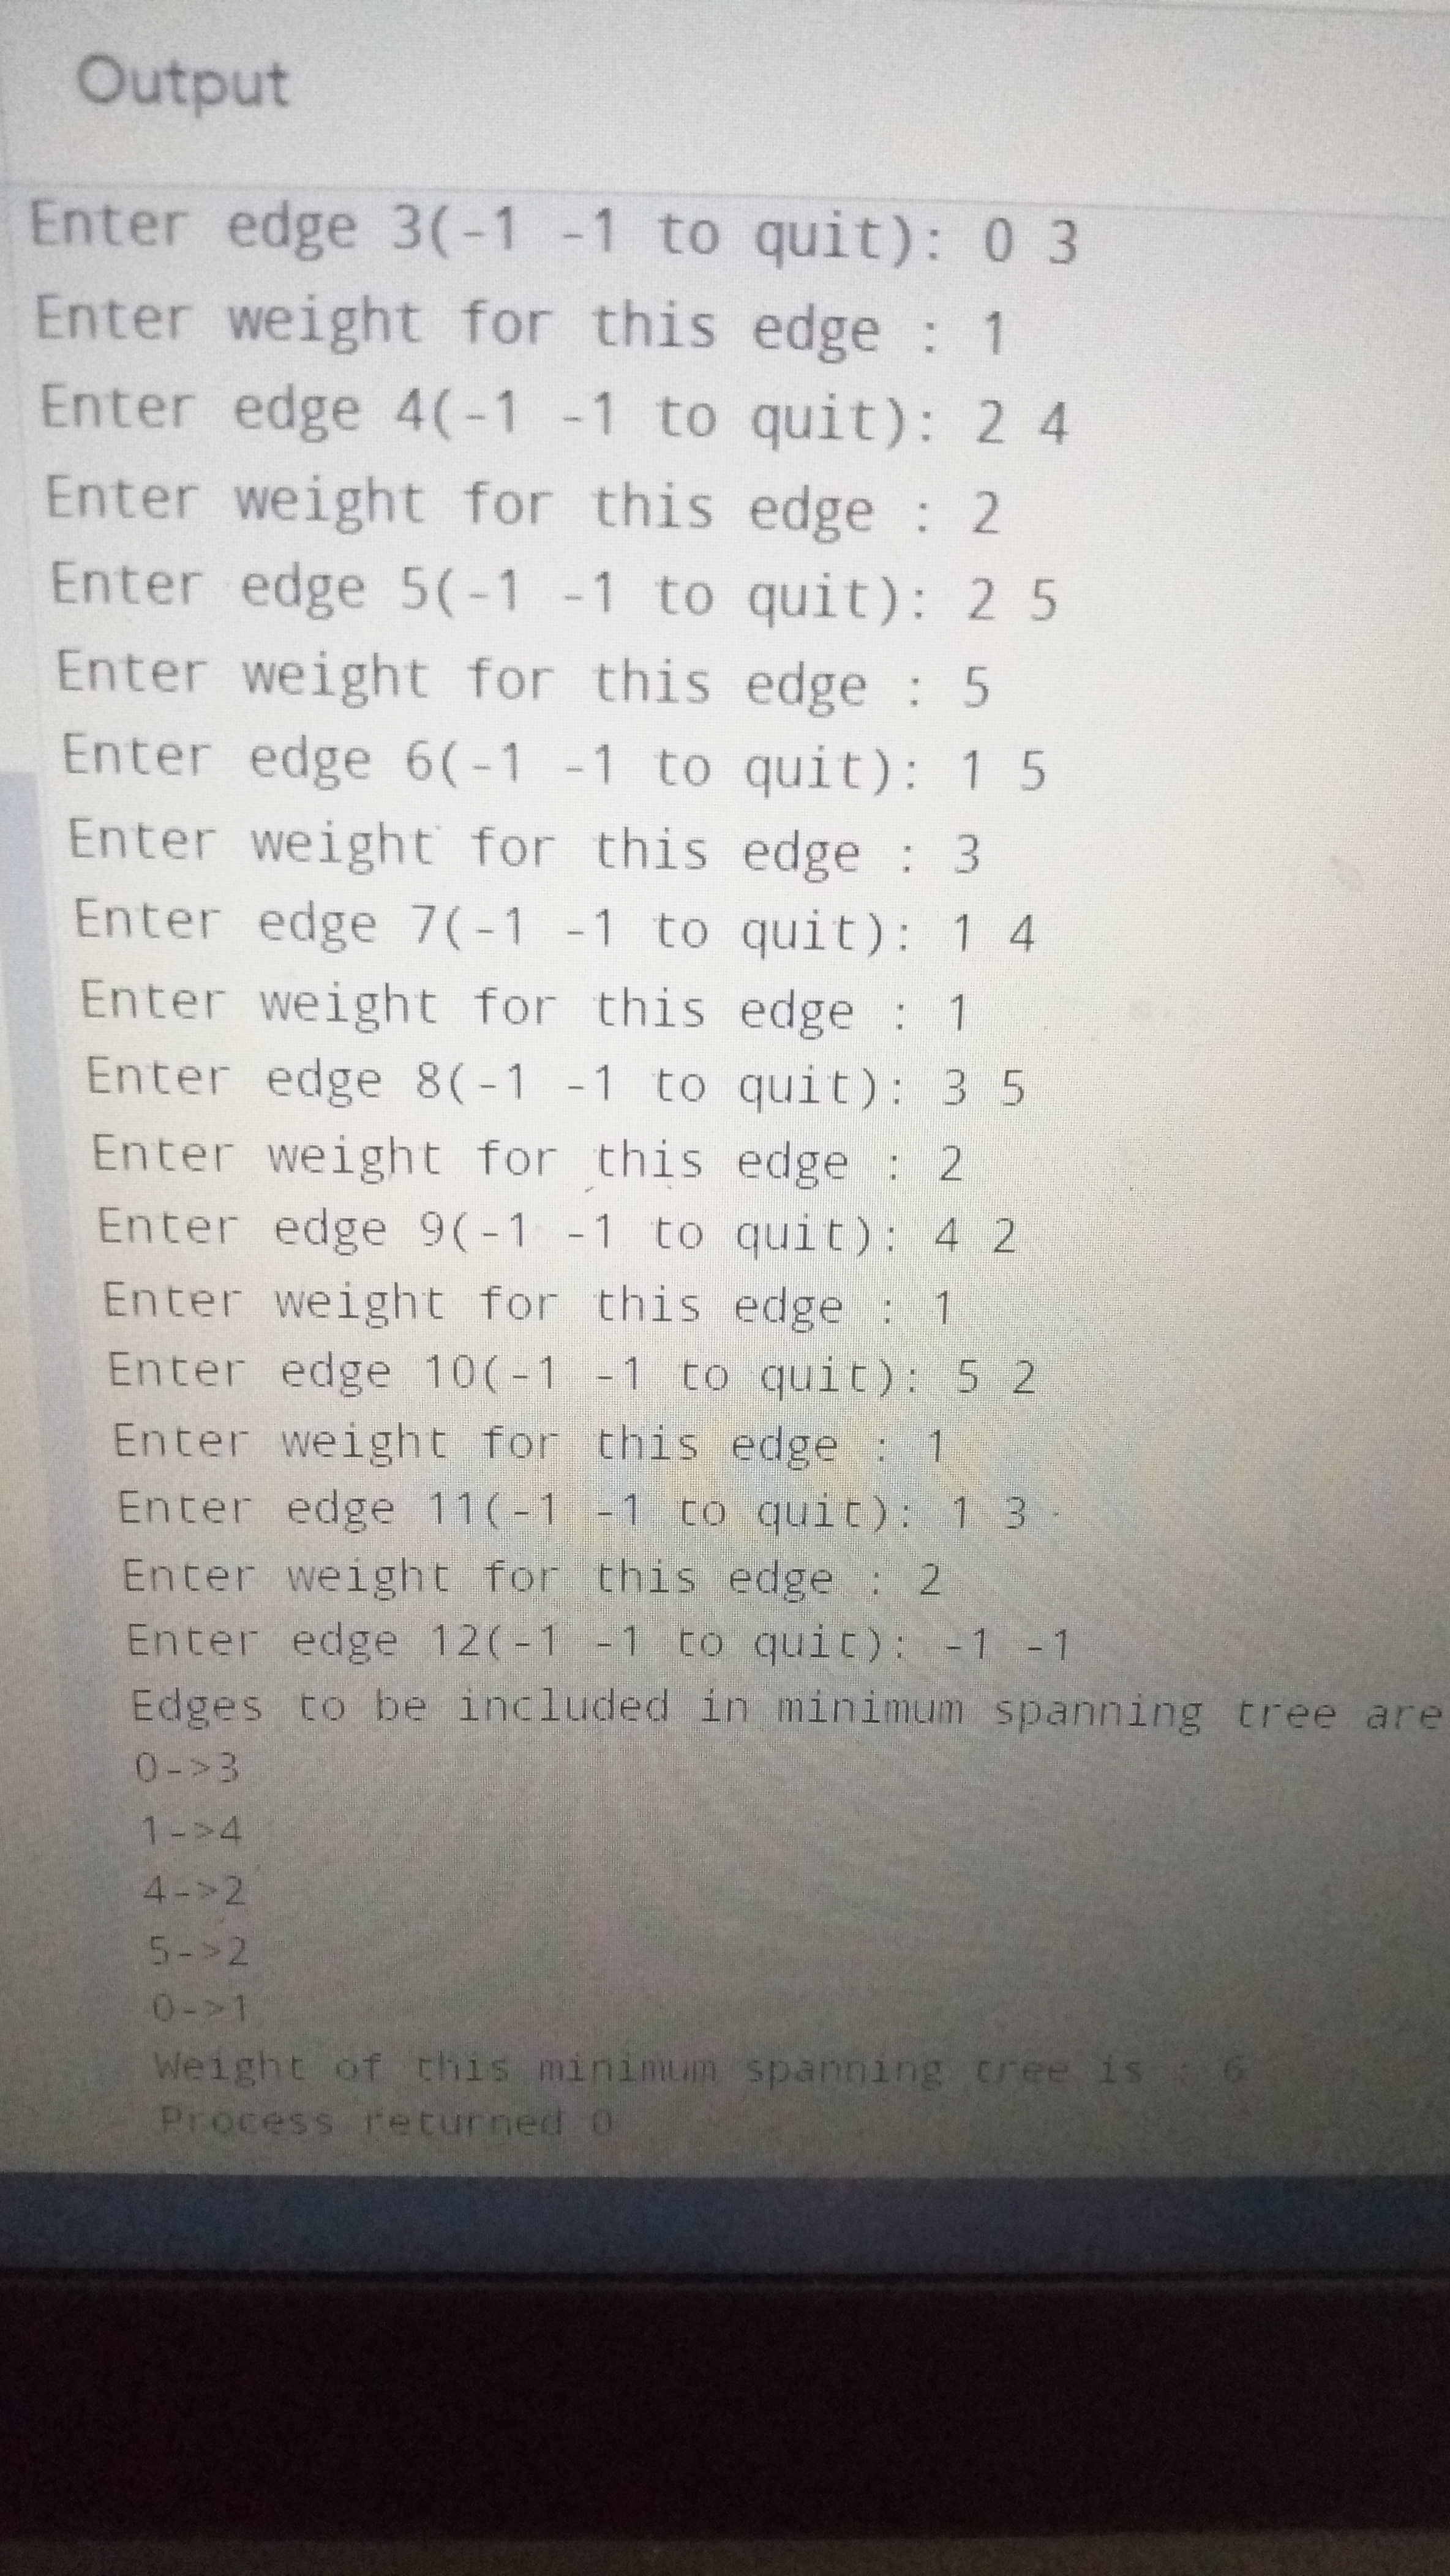 Output
Enter edge 3(-1 -1 to quit): 0 3
Enter weight for this edge : 1
Enter edge 4(-1 -1 to quit): 2 4
Enter weight for this edge : 2
Enter edge 5(-1 -1 to quit): 2 5
Enter weight for this edge : 5
Enter edge 6(-1 -1 to quit): 1 5
Enter weight for this edge : 3
Enter edge 7(-1 -1 to quit): 1 4
Enter weight for this edge : 1
Enter edge 8(-1 -1 to quit): 3 5
Enter weight for this edge : 2
Enter edge 9(-1 -1 to quit): 4 2
Enter weight for this edge : 1
Enter edge 10(-1 -1 to quit): 5 2
Enter weight for this edge : 1
Enter edge 11(-1 -1 to quit): 1 3
Enter weight for this edge : 2
Enter edge 12(-1 -1 to quit): -1 -1
Edges to be included in minimum spanning tree are
0->3
1->4
4->2
5->2
0->1
Weight of this minimum spanning tree is : 6
Process returned 0